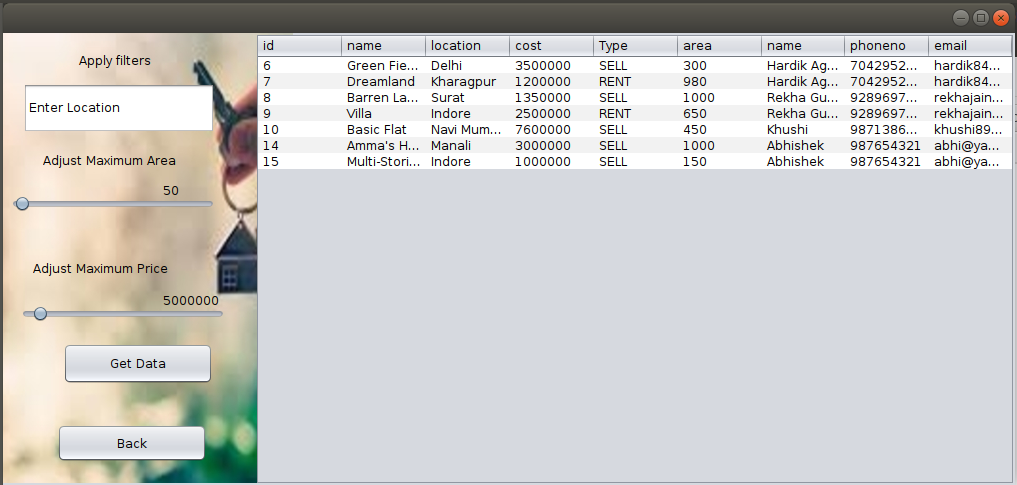 Apply filters
Enter Location
Adjust Maximum Area
50
Adjust Maximum Price
5000000
Get Data
Back
id name location cost Type area name phoneno email
6 Green Fie... Delhi 3500000 SELL 300 Hardik Ag... 7042952... hardik84...
7 Dreamland Kharagpur 1200000 RENT 980 Hardik Ag... 7042952... hardik84...
8 Barren La... Surat 1350000 SELL 1000 Rekha Gu... 9289697... rekhajain...
9 Villa Indore 2500000 RENT 650 Rekha Gu... 9289697... rekhajain...
10 Basic Flat Navi Mum... 7600000 SELL 450 Khushi 9871386... khushi89...
14 Amma's H... Manali 3000000 SELL 1000 Abhishek 987654321 abhi@ya...
15 Multi-Stori... Indore 1000000 SELL 150 Abhishek 987654321 abhi@ya...